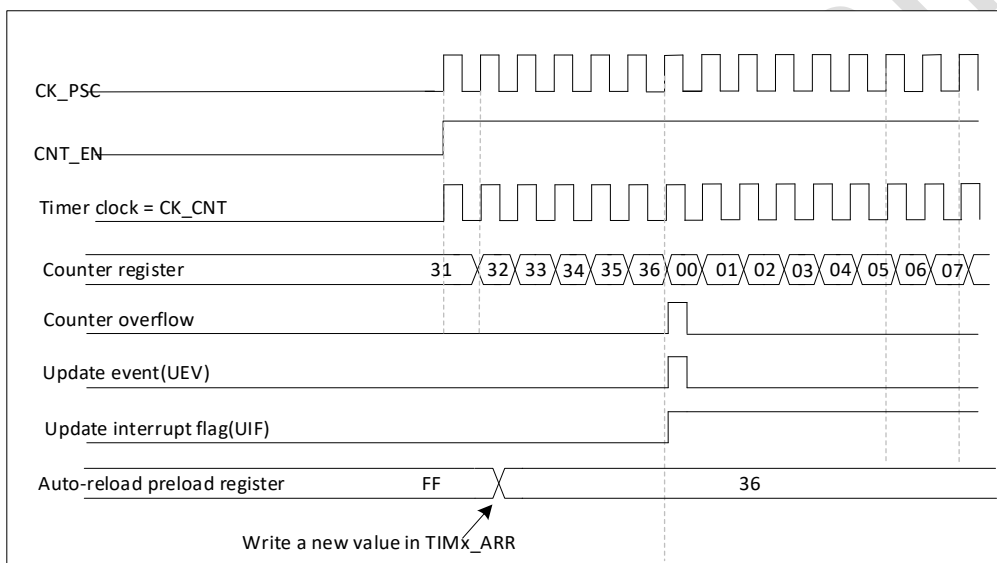 CK_PSC
CNT_EN
Timer clock = CK_CNT
Counter register 31 32 33 34 35 36 00 01 02 03 04 05 06 07
Counter overflow
Update event(UEV)
Update interrupt flag(UIF)
Auto-reload preload register FF 36
Write a new value in TIMx_ARR